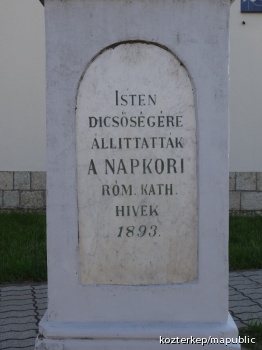 ISTEN
DICSŐSÉGÉRE
ÁLLITTATTÁK
A NAPKORI
RÓM. KATH.
HIVEK
1893.
kozterkep/mapublic